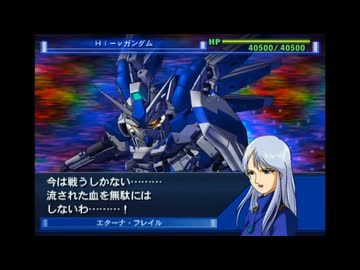 Hi-νガンダム
HP
40500/40500
今は戦うしかない………
流された血を無駄には
しないわ………！
エターナ・フレイル